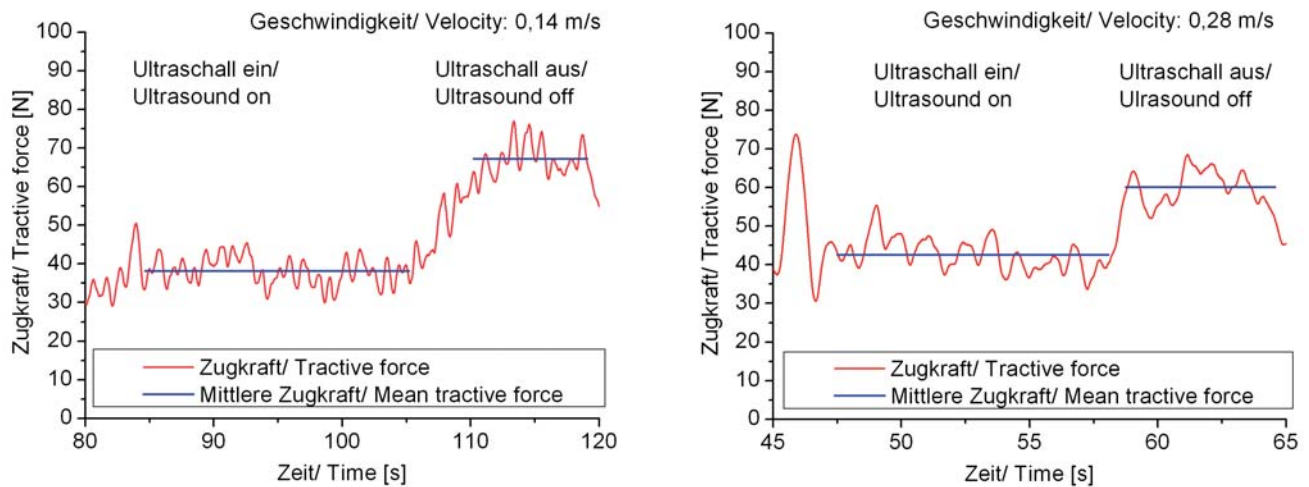 Geschwindigkeit/ Velocity: 0,14 m/s
100
90
80
70
60
50
40
30
20
10
0
Zugkraft/ Tractive force [N]
Ultraschall ein/
Ultrasound on
Ultraschall aus/
Ultrasound off
Zugkraft/ Tractive force
Mittlere Zugkraft/ Mean tractive force
80 90 100 110 120
Zeit/ Time [s]
Geschwindigkeit/ Velocity: 0,28 m/s
100
90
80
70
60
50
40
30
20
10
0
Zugkraft/ Tractive force [N]
Ultraschall ein/
Ultrasound on
Ultraschall aus/
Ulrasound off
Zugkraft/ Tractive force
Mittlere Zugkraft/ Mean tractive force
45 50 55 60 65
Zeit/ Time [s]